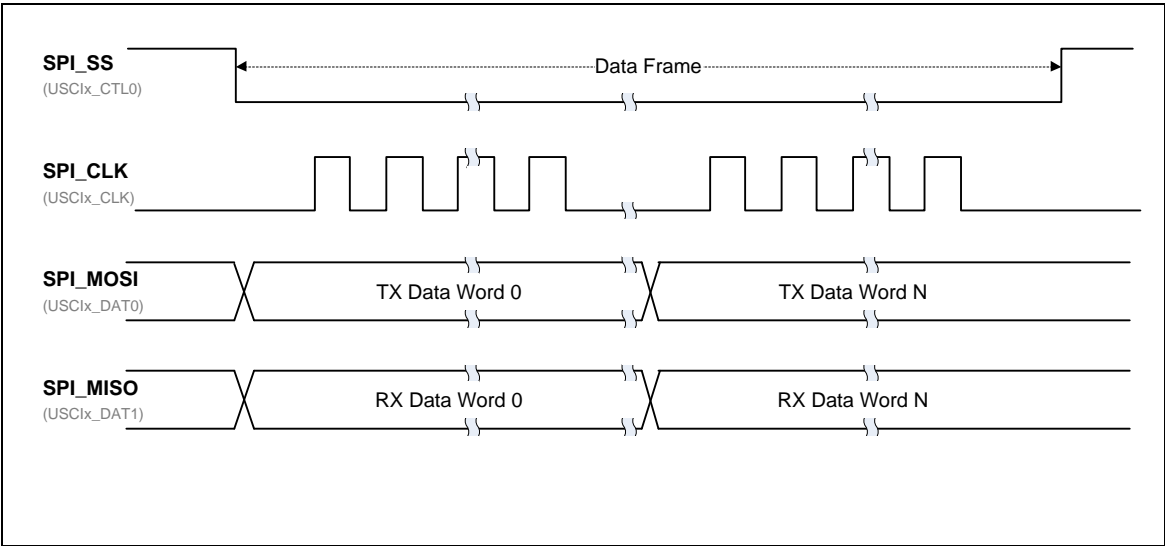 SPI_SS
(USCIx_CTL0)
Data Frame
SPI_CLK
(USCIx_CLK)
SPI_MOSI
(USCIx_DAT0)
TX Data Word 0
TX Data Word N
SPI_MISO
(USCIx_DAT1)
RX Data Word 0
RX Data Word N